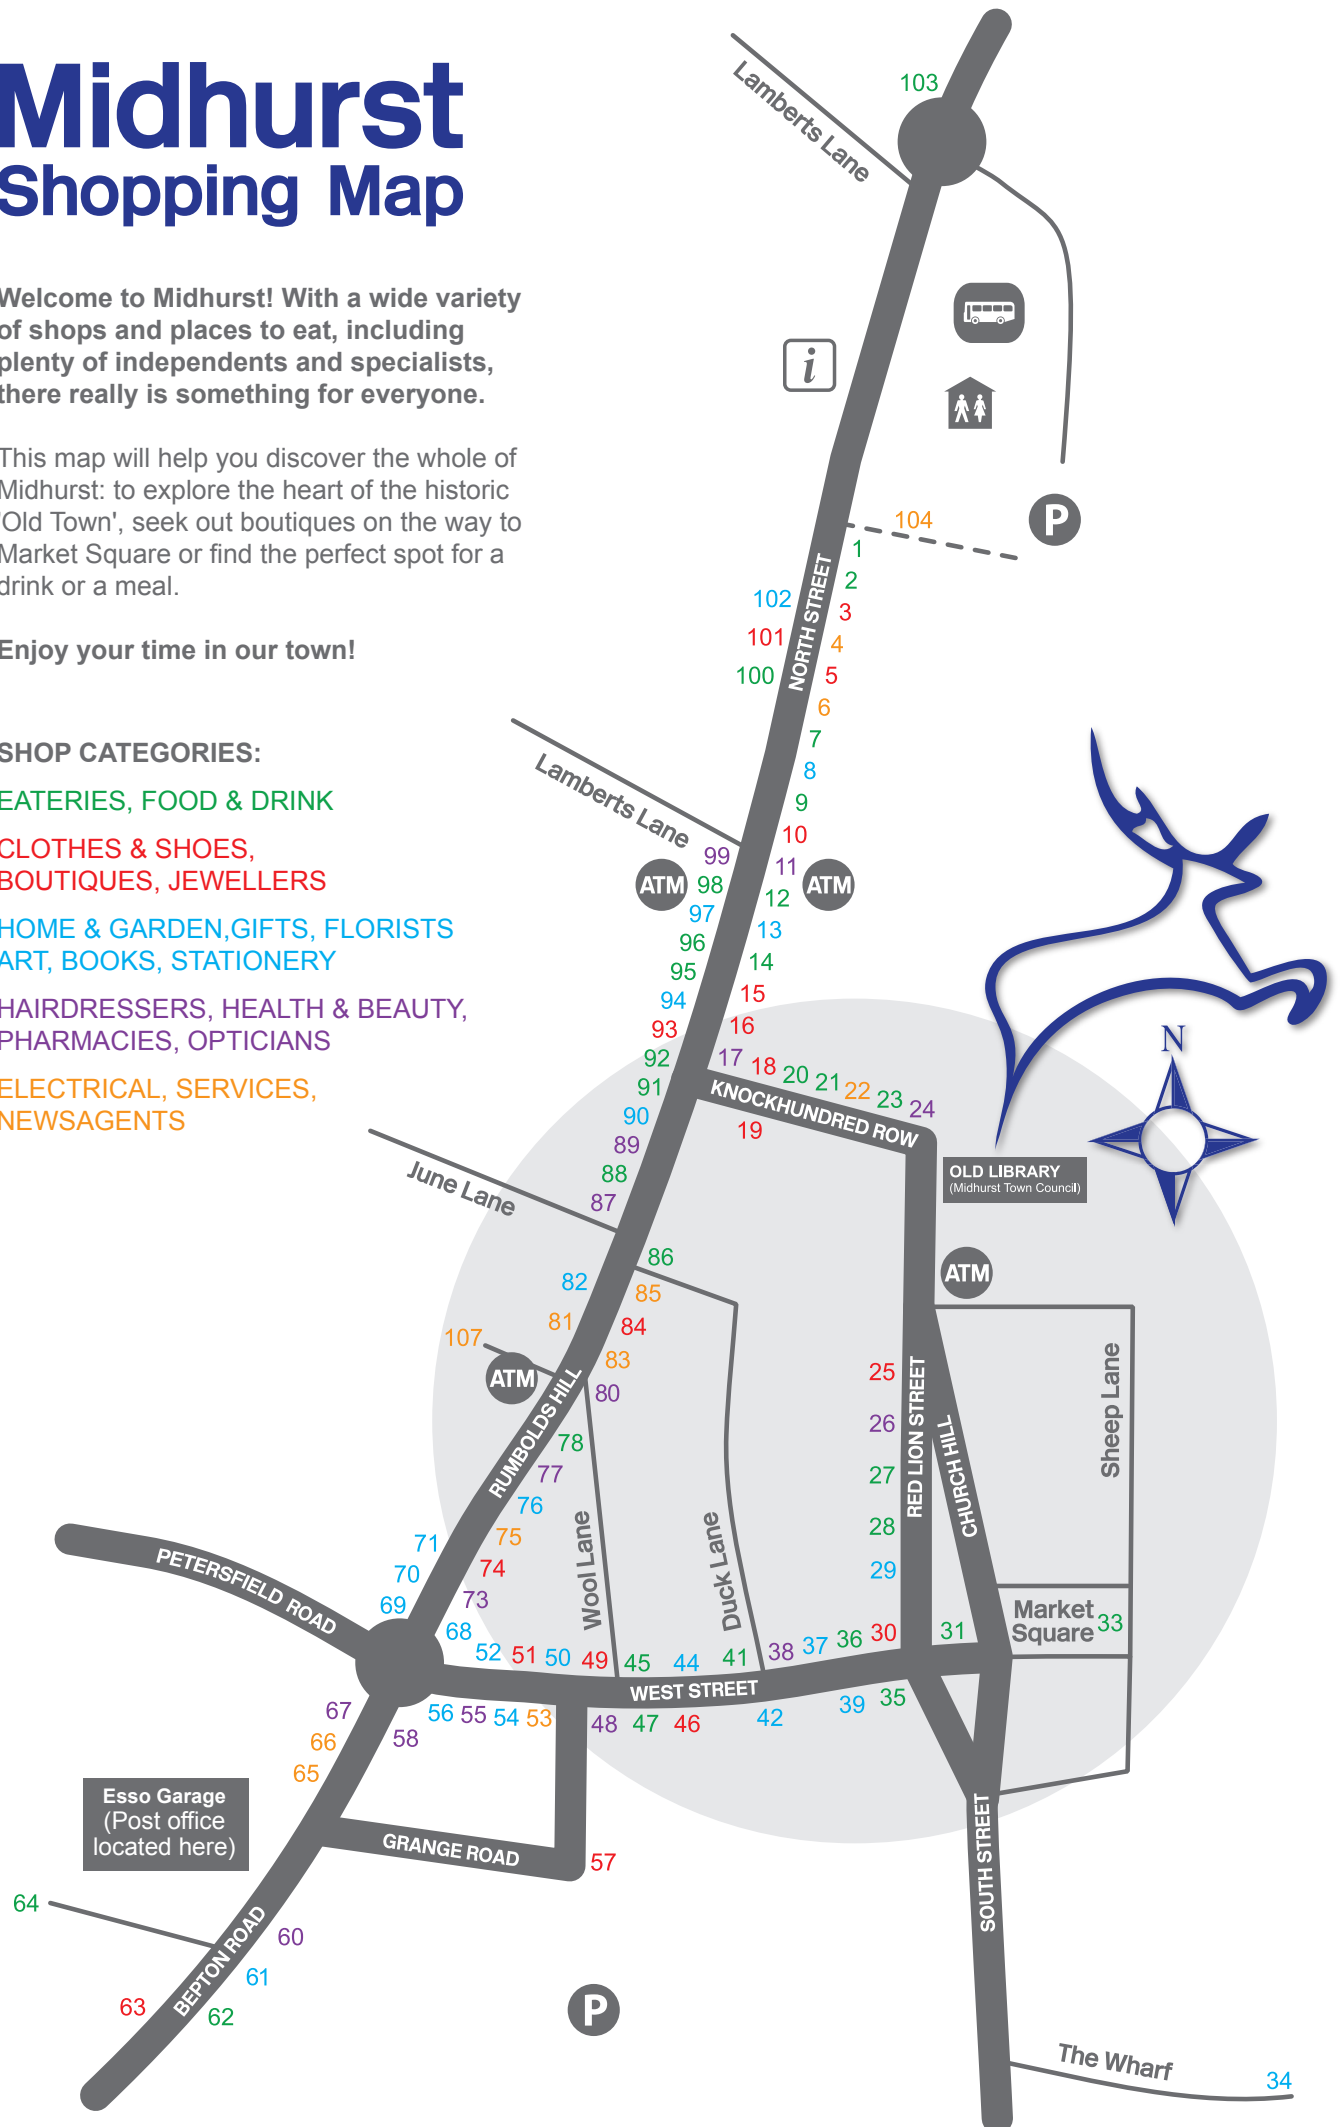 Midhurst
Shopping Map
Welcome to Midhurst! With a wide variety
of shops and places to eat, including
plenty of independents and specialists,
there really is something for everyone.
This map will help you discover the whole of
Midhurst: to explore the heart of the historic
'Old Town', seek out boutiques on the way to
Market Square or find the perfect spot for a
drink or a meal.
Enjoy your time in our town!
SHOP CATEGORIES:
EATERIES, FOOD & DRINK
CLOTHES & SHOES,
BOUTIQUES, JEWELLERS
HOME & GARDEN,GIFTS, FLORISTS
ART, BOOKS, STATIONERY
HAIRDRESSERS, HEALTH & BEAUTY,
PHARMACIES, OPTICIANS
ELECTRICAL, SERVICES,
NEWSAGENTS
103
Lamberts Lane
i
P
104
1
2
102
3
101
4
100
5
NORTH STREET
6
7
8
9
10
Lamberts Lane
99
11
ATM
98
12
ATM
97
13
96
14
95
15
94
16
93
17
18
20
21
22
23
24
92
91
KNOCKHUNDRED ROW
19
90
89
88
87
June Lane
N
OLD LIBRARY
(Midhurst Town Council)
86
ATM
82
85
81
84
107
83
ATM
80
RUMBOLDS HILL
78
77
76
75
74
73
71
70
69
68
25
26
27
28
29
RED LION STREET
CHURCH HILL
Sheep Lane
Wool Lane
Duck Lane
PETERSFIELD ROAD
Market
Square
33
52
51
50
49
45
44
41
38
37
36
30
31
WEST STREET
67
58
56
55
54
53
48
47
46
42
39
35
66
65
Esso Garage
(Post office
located here)
GRANGE ROAD
57
SOUTH STREET
64
60
BEPTON ROAD
61
63
62
P
The Wharf
34